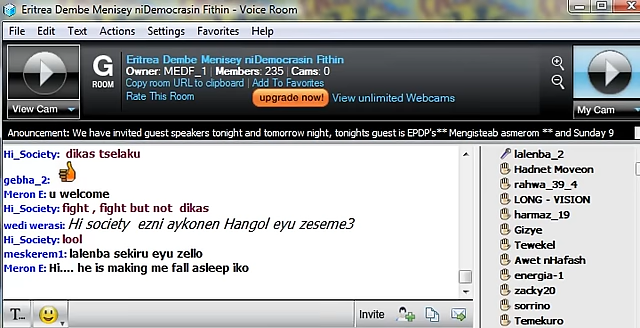 Eritrea Dembe Menisey niDemocrasin Fithin - Voice Room
File Edit Text Actions Settings Favorites Help
G
ROOM
Eritrea Dembe Menisey niDemocrasin Fithin
Owner: MEDF_1 | Members: 235 | Cams: 0
Copy room URL to clipboard | Add To Favorites
Rate This Room
upgrade now! View unlimited Webcams
View Cam
My Cam
Anouncement: We have invited guest speakers tonight and tomorrow night, tonights guest is EPDP's** Mengisteab asmerom ** and Sunday 9
Hi_Society: dikas tselaku
gebha_2:
Meron E: u welcome
Hi_Society: fight , fight but not dikas
wedi werasi: Hi society ezni aykonen Hangol eyu zeseme3
Hi_Society: lool
meskerem1: lalenba sekiru eyu zello
Meron E: Hi.... he is making me fall asleep iko
T...
Invite
lalenba_2
Hadnet Moveon
rahwa_39_4
LONG - VISION
harmaz_19
Gizye
Tewekel
Awet nHafash
energia-1
zacky20
sorrino
Temekuro